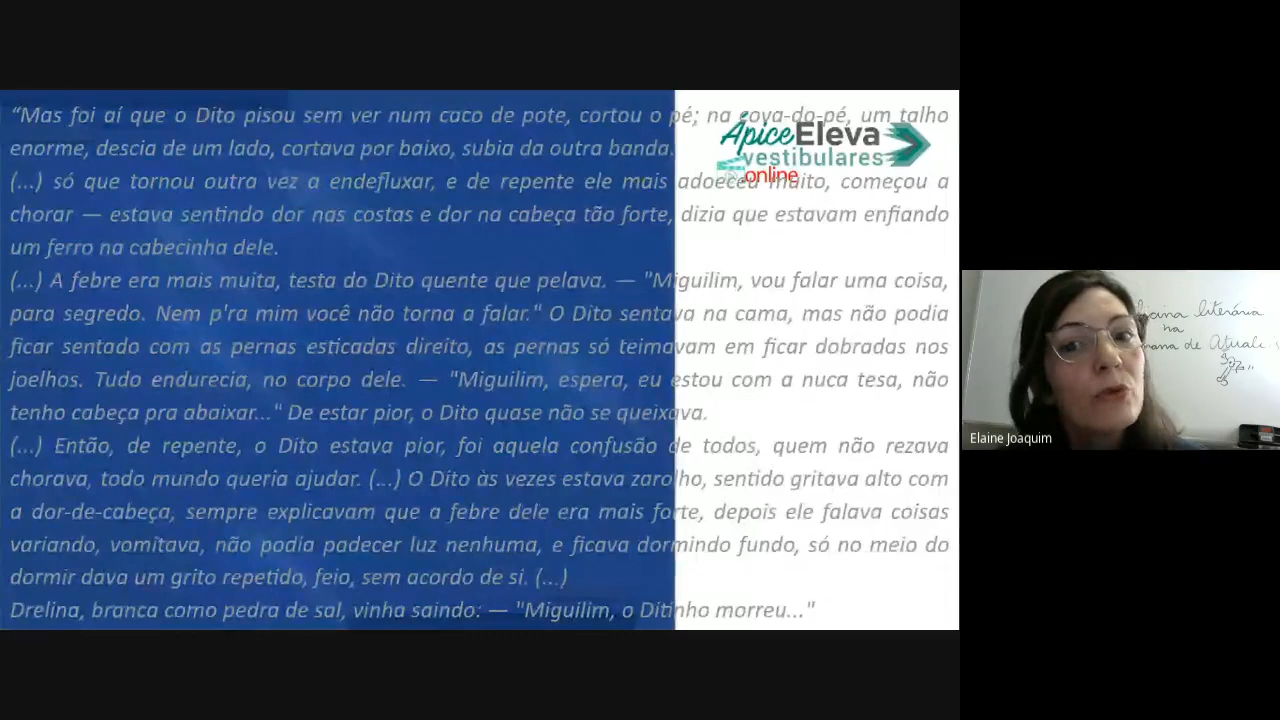 “Mas foi aí que o Dito pisou sem ver num caco de pote, cortou o pé; na cova-do-pé, um talho
enorme, descia de um lado, cortava por baixo, subia da outra banda.
(...) só que tornou outra vez a endefluxar, e de repente ele mais adoeceu muito, começou a
chorar — estava sentindo dor nas costas e dor na cabeça tão forte, dizia que estavam enfiando
um ferro na cabecinha dele.
(...) A febre era mais muita, testa do Dito quente que pelava. — "Miguilim, vou falar uma coisa,
para segredo. Nem p'ra mim você não torna a falar." O Dito sentava na cama, mas não podia
ficar sentado com as pernas esticadas direito, as pernas só teimavam em ficar dobradas nos
joelhos. Tudo endurecia, no corpo dele. — "Miguilim, espera, eu estou com a nuca tesa, não
tenho cabeça pra abaixar..." De estar pior, o Dito quase não se queixava.
(...) Então, de repente, o Dito estava pior, foi aquela confusão de todos, quem não rezava
chorava, todo mundo queria ajudar. (...) O Dito às vezes estava zarolho, sentido gritava alto com
a dor-de-cabeça, sempre explicavam que a febre dele era mais forte, depois ele falava coisas
variando, vomitava, não podia padecer luz nenhuma, e ficava dormindo fundo, só no meio do
dormir dava um grito repetido, feio, sem acordo de si. (...)
Drelina, branca como pedra de sal, vinha saindo: — "Miguilim, o Ditinho morreu..."
ÁpiceEleva
vestibulares
online
literária
na
de
Elaine Joaquim